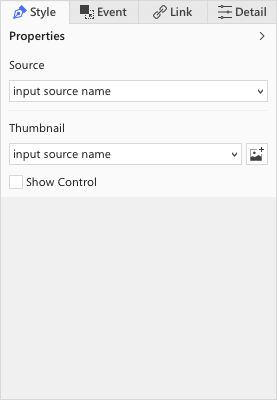 Style Event Link Detail
Properties
Source
input source name
Thumbnail
input source name
Show Control